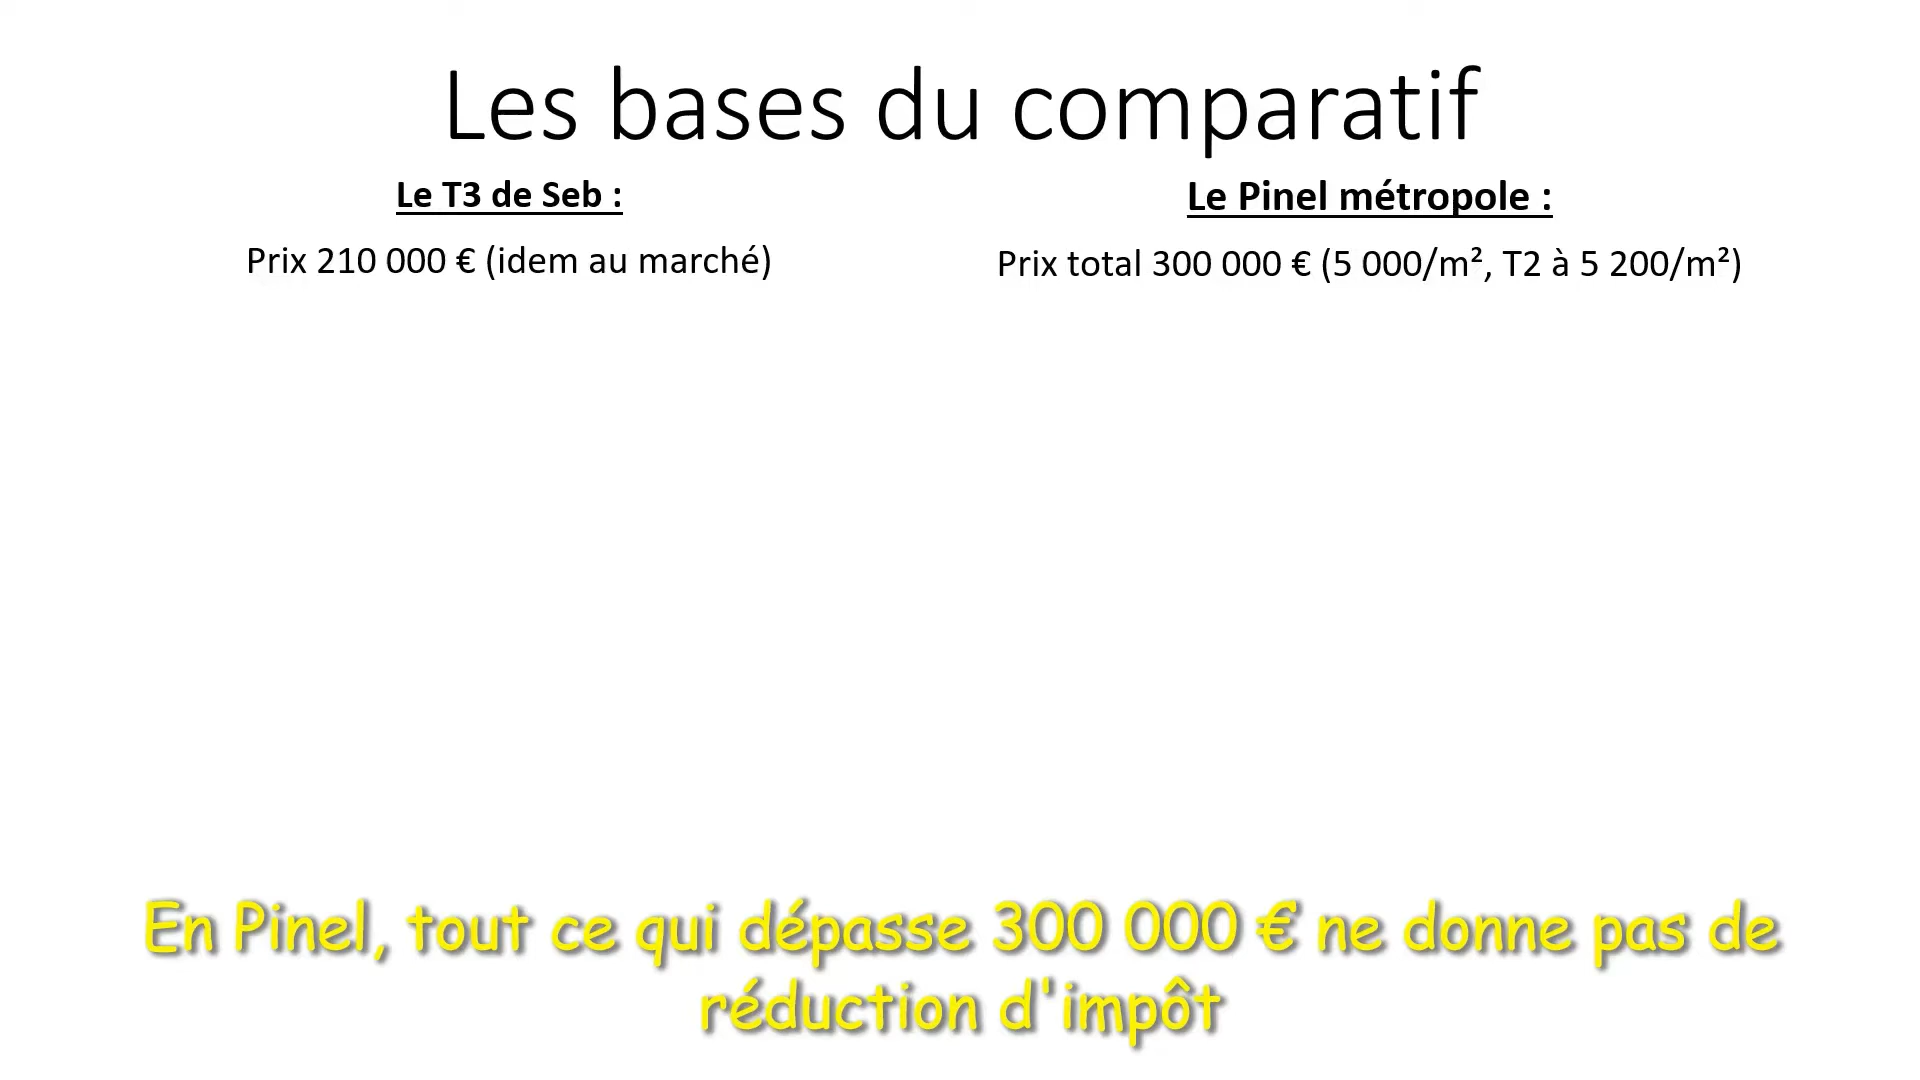 Les bases du comparatif
Le T3 de Seb :
Prix 210 000 € (idem au marché)
Le Pinel métropole :
Prix total 300 000 € (5 000/m², T2 à 5 200/m²)
En Pinel, tout ce qui dépasse 300 000 € ne donne pas de
réduction d'impôt